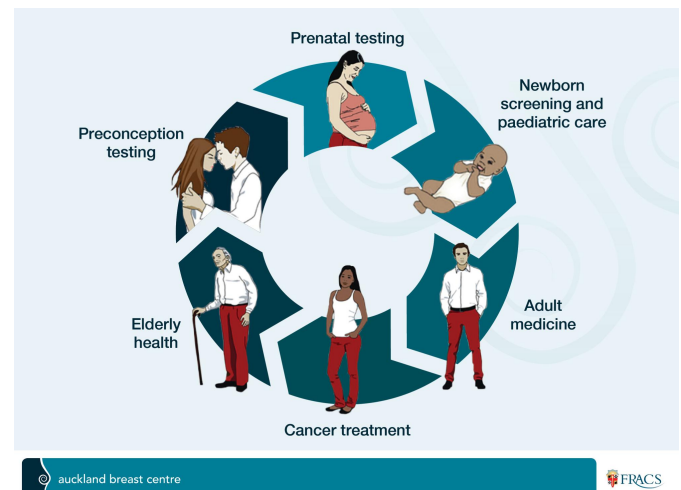 Prenatal testing
Newborn
screening and
paediatric care
Preconception
testing
Adult
medicine
Elderly
health
Cancer treatment
auckland breast centre
FRACS